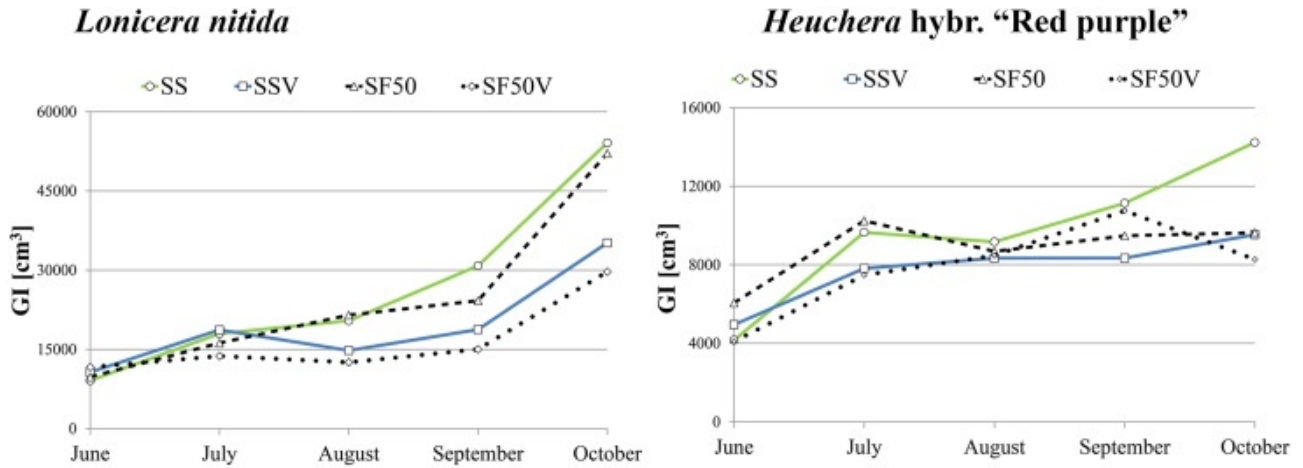 Lonicera nitida
SS SSV SF50 SF50V
60000
45000
30000
15000
0
GI [cm³]
June July August September October
Heuchera hybr. “Red purple”
SS SSV SF50 SF50V
16000
12000
8000
4000
0
GI [cm³]
June July August September October